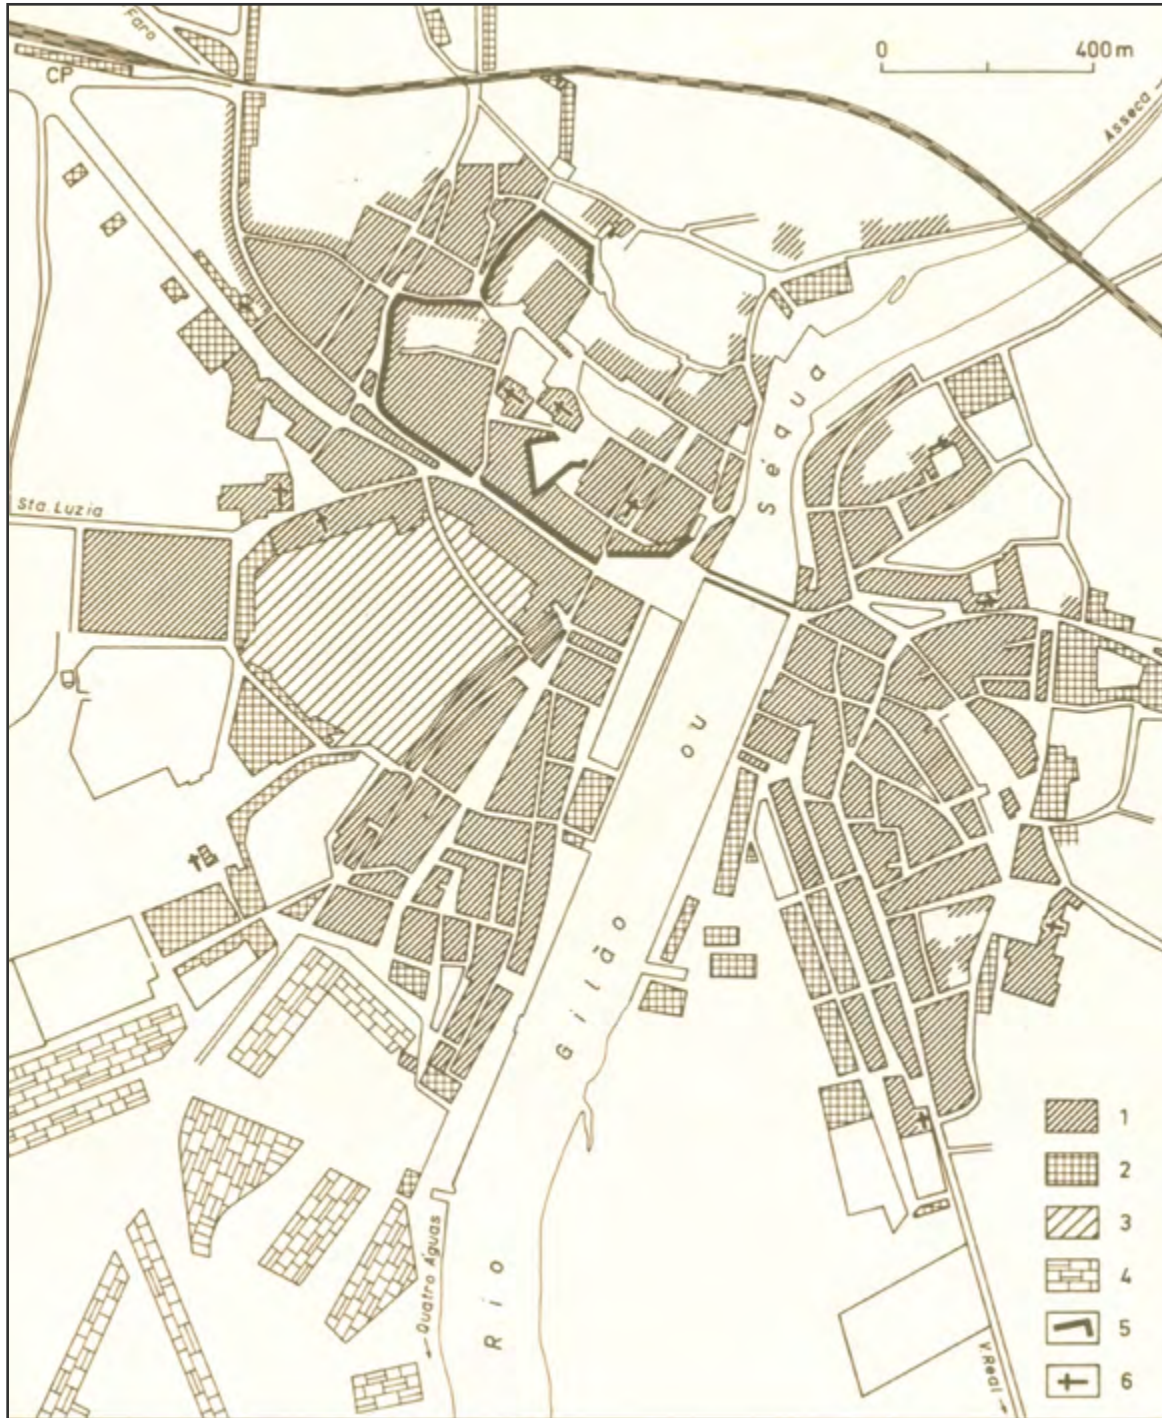 Faro
CP
0 400 m
Asseca
Séqua
Sta. Luzia
ou
Rio Gilão
Quatro Águas
V. Real
1
2
3
4
5
6